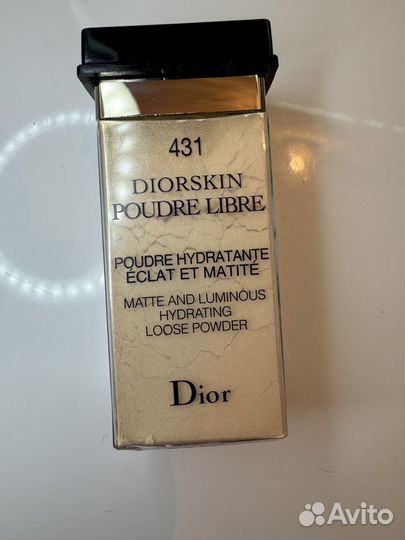 431
DIORSKIN
POUDRE LIBRE
POUDRE HYDRATANTE
ÉCLAT ET MATITÉ
MATTE AND LUMINOUS
HYDRATING
LOOSE POWDER
Dior
Avito